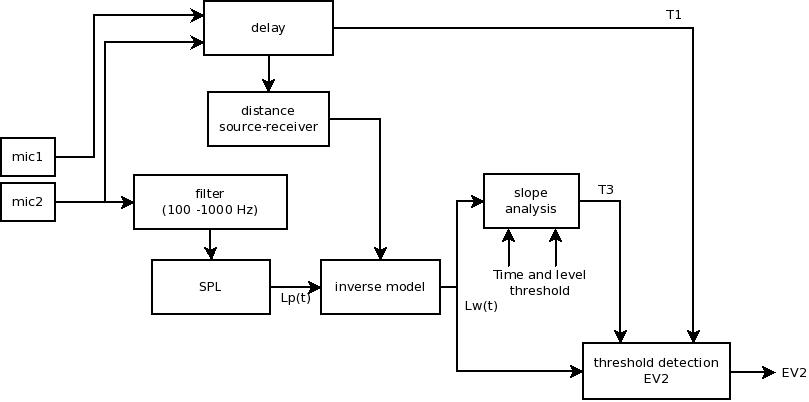 T1
delay
distance
source-receiver
mic1
mic2
filter
(100 -1000 Hz)
slope
analysis
T3
SPL
Lp(t)
inverse model
Time and level
threshold
Lw(t)
threshold detection
EV2
EV2